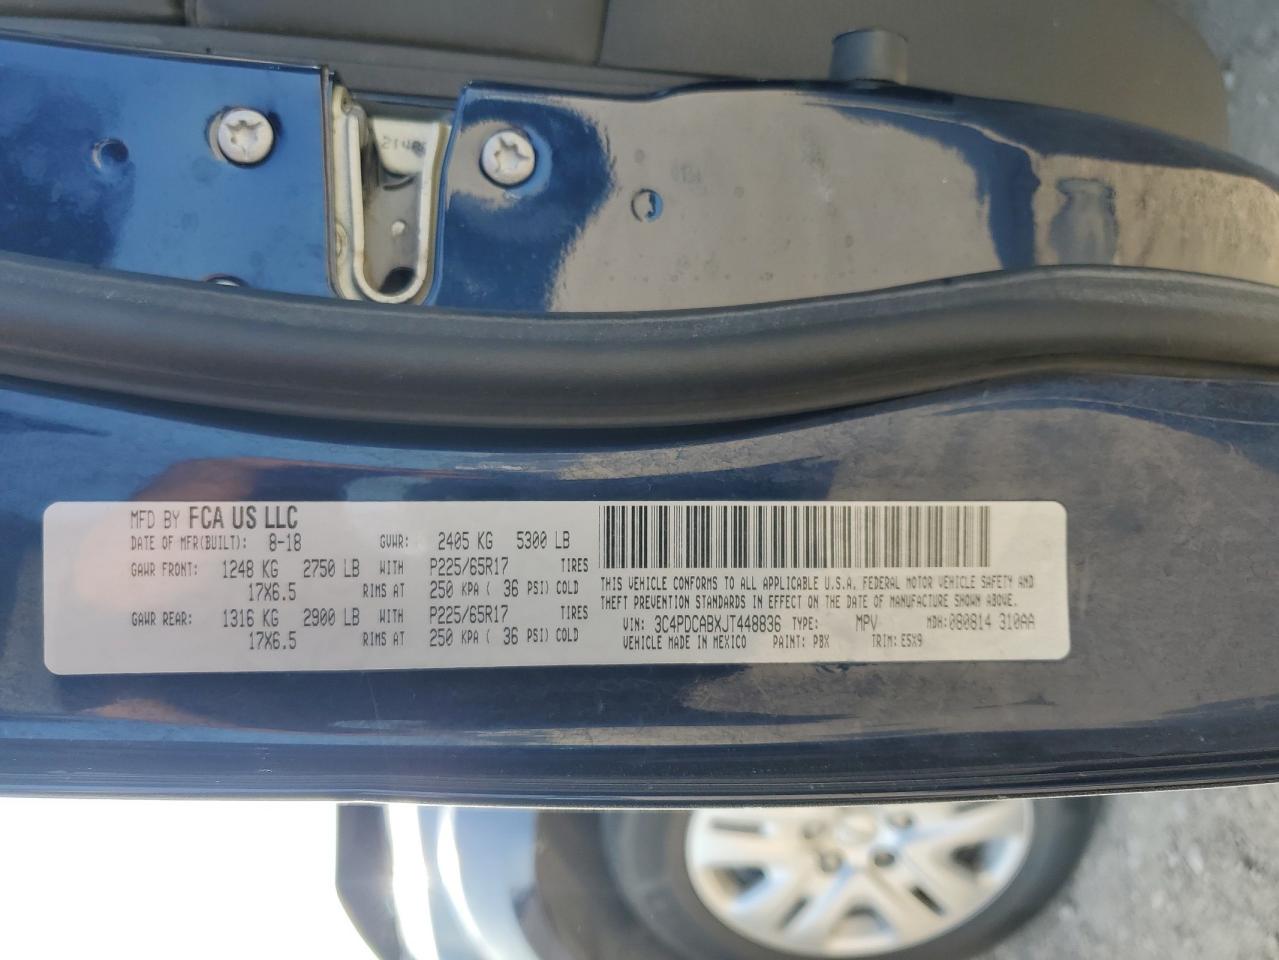 MFD BY FCA US LLC
DATE OF MFR(BUILT): 8-18 GVWR: 2405 KG 5300 LB
GAWR FRONT: 1248 KG 2750 LB WITH P225/65R17 TIRES
17X6.5 RIMS AT 250 KPA ( 36 PSI) COLD
GAWR REAR: 1316 KG 2900 LB WITH P225/65R17 TIRES
17X6.5 RIMS AT 250 KPA ( 36 PSI) COLD
THIS VEHICLE CONFORMS TO ALL APPLICABLE U.S.A. FEDERAL MOTOR VEHICLE SAFETY AND
THEFT PREVENTION STANDARDS IN EFFECT ON THE DATE OF MANUFACTURE SHOWN ABOVE.
VIN: 3C4PDCABXJT448836 TYPE: MPV MDH: 080814 310AA
VEHICLE MADE IN MEXICO PAINT: PBX TRIM: E5X9